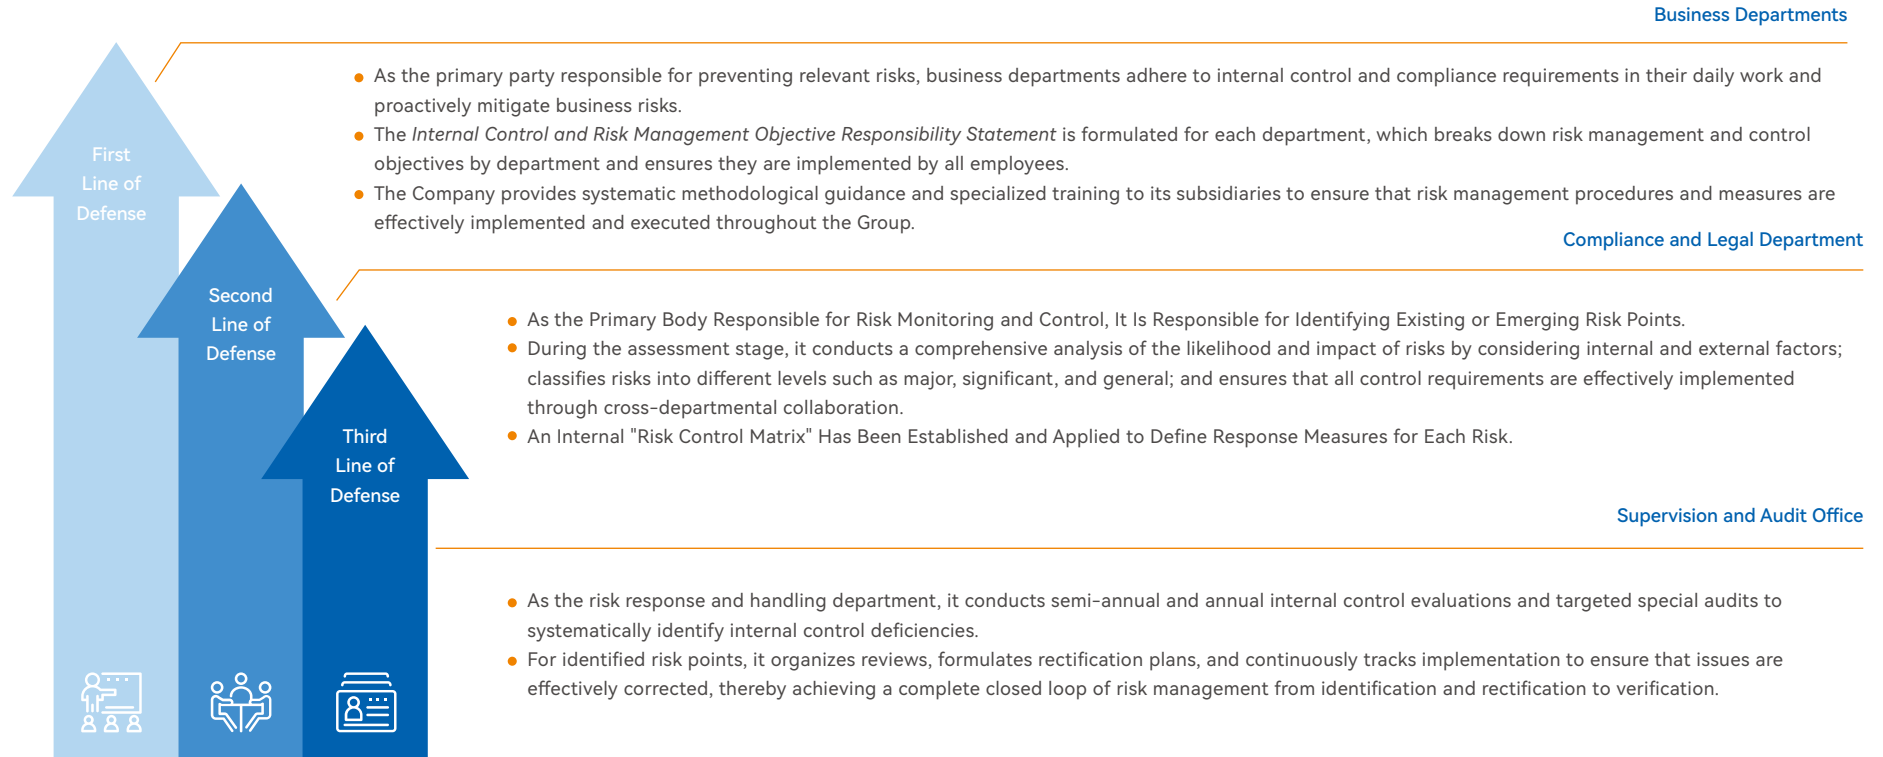 Business Departments
As the primary party responsible for preventing relevant risks, business departments adhere to internal control and compliance requirements in their daily work and
proactively mitigate business risks.
The Internal Control and Risk Management Objective Responsibility Statement is formulated for each department, which breaks down risk management and control
objectives by department and ensures they are implemented by all employees.
The Company provides systematic methodological guidance and specialized training to its subsidiaries to ensure that risk management procedures and measures are
effectively implemented and executed throughout the Group.
First
Line of
Defense
Compliance and Legal Department
As the Primary Body Responsible for Risk Monitoring and Control, It Is Responsible for Identifying Existing or Emerging Risk Points.
During the assessment stage, it conducts a comprehensive analysis of the likelihood and impact of risks by considering internal and external factors;
classifies risks into different levels such as major, significant, and general; and ensures that all control requirements are effectively implemented
through cross-departmental collaboration.
An Internal "Risk Control Matrix" Has Been Established and Applied to Define Response Measures for Each Risk.
Second
Line of
Defense
Supervision and Audit Office
As the risk response and handling department, it conducts semi-annual and annual internal control evaluations and targeted special audits to
systematically identify internal control deficiencies.
For identified risk points, it organizes reviews, formulates rectification plans, and continuously tracks implementation to ensure that issues are
effectively corrected, thereby achieving a complete closed loop of risk management from identification and rectification to verification.
Third
Line of
Defense